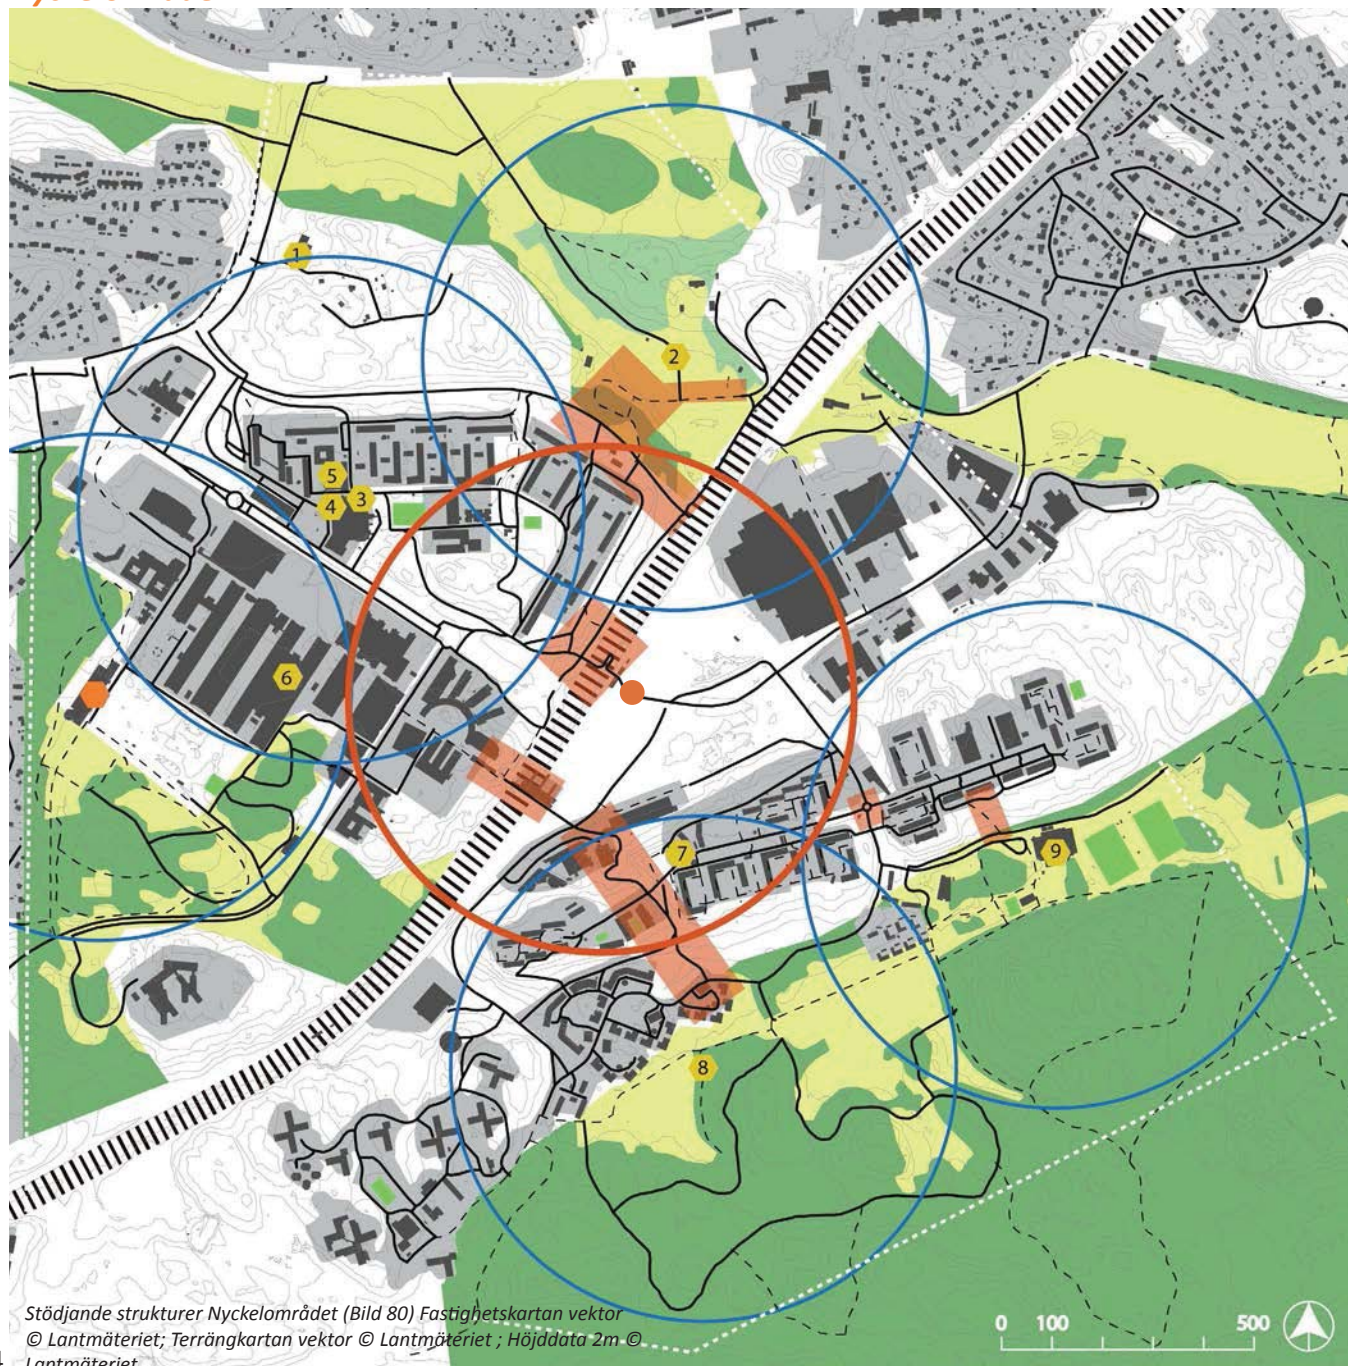 1
2
5
3
4
6
7
9
8
Stödjande strukturer Nyckelområdet (Bild 80) Fastighetskartan vektor
© Lantmäteriet; Terrängkartan vektor © Lantmäteriet ; Höjddata 2m ©
Lantmäteriet
0 100 500